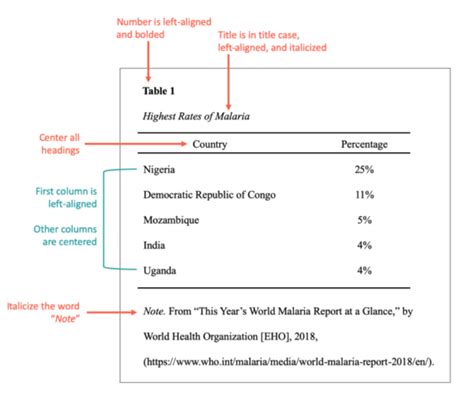 Number is left-aligned
and bolded
Title is in title case,
left-aligned, and italicized
Table 1
Highest Rates of Malaria
Center all
headings
Country Percentage
First column is
left-aligned
Other columns
are centered
Nigeria 25%
Democratic Republic of Congo 11%
Mozambique 5%
India 4%
Uganda 4%
Italicize the word
“Note”
Note. From “This Year’s World Malaria Report at a Glance,” by
World Health Organization [EHO], 2018,
(https://www.who.int/malaria/media/world-malaria-report-2018/en/).